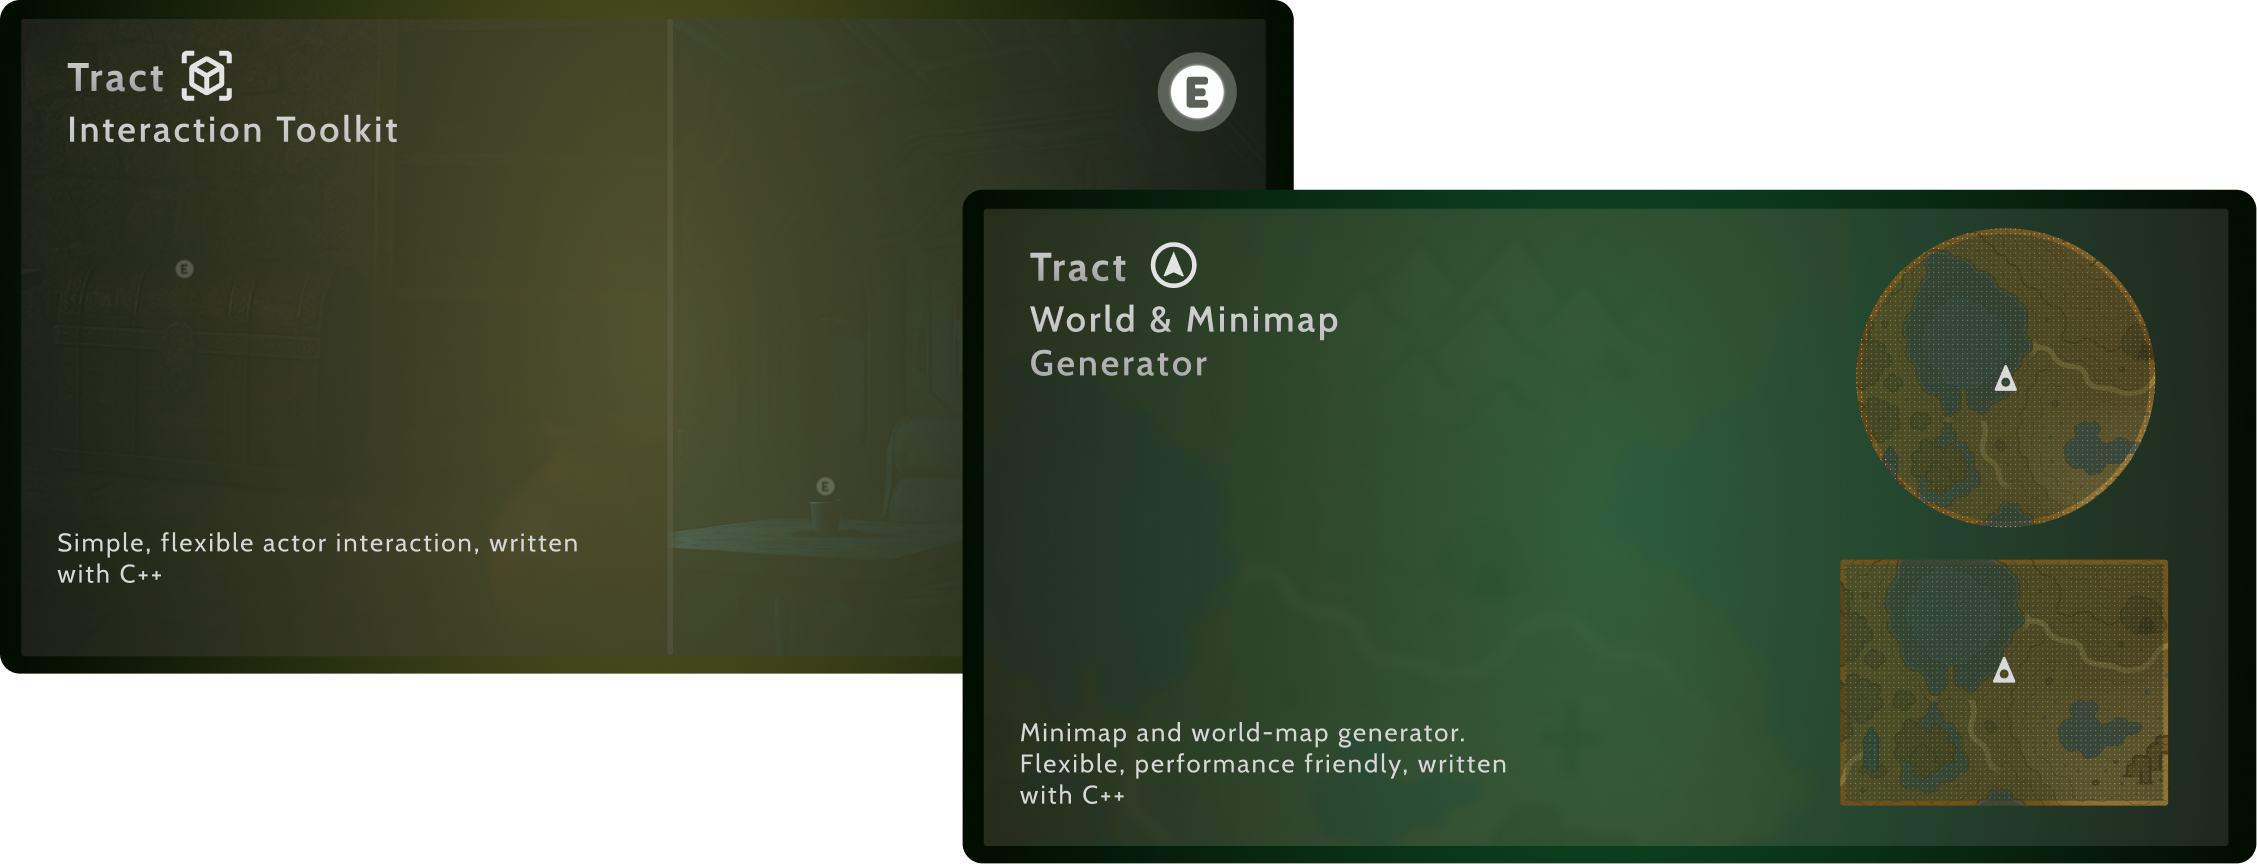 Tract
Interaction Toolkit
E
E
E
Simple, flexible actor interaction, written
with C++
Tract
World & Minimap
Generator
Minimap and world-map generator.
Flexible, performance friendly, written
with C++